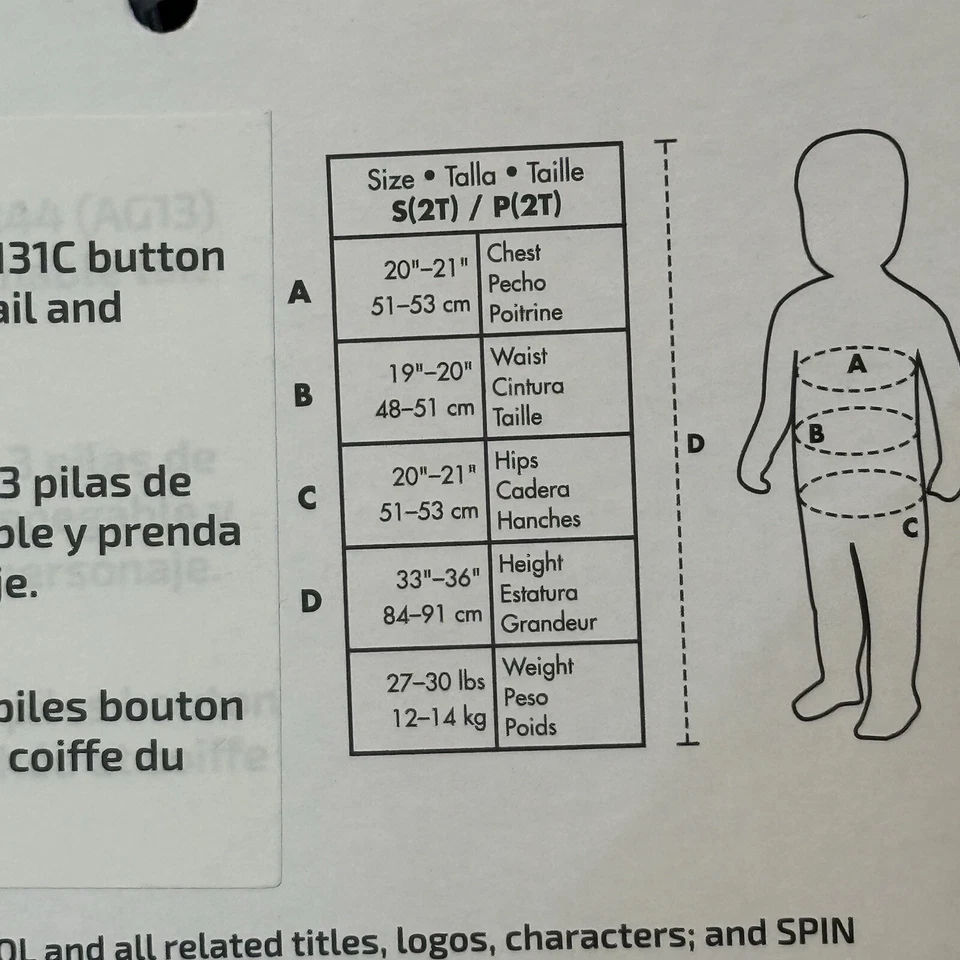 (AG13)
131C button
and
3 pilas de
y prenda
personaje.
je.
bouton
coiffe du
Size • Talla • Taille
S(2T) / P(2T)
A
20"–21"
51–53 cm
Chest
Pecho
Poitrine
B
19"–20"
48–51 cm
Waist
Cintura
Taille
C
20"–21"
51–53 cm
Hips
Cadera
Hanches
D
33"–36"
84–91 cm
Height
Estatura
Grandeur
27–30 lbs
12–14 kg
Weight
Peso
Poids
D
A
B
C
and all related titles, logos, characters; and SPIN